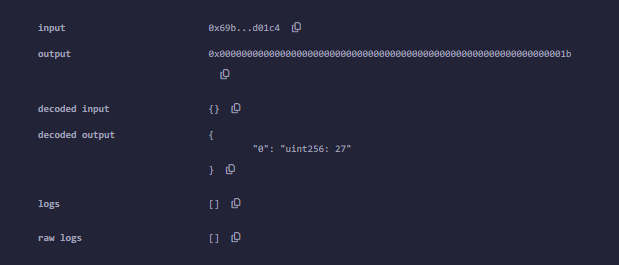 input 0x69b...d01c4
output 0x000000000000000000000000000000000000000000000000000000000000001b
decoded input {}
decoded output {
"0": "uint256: 27"
}
logs []
raw logs []